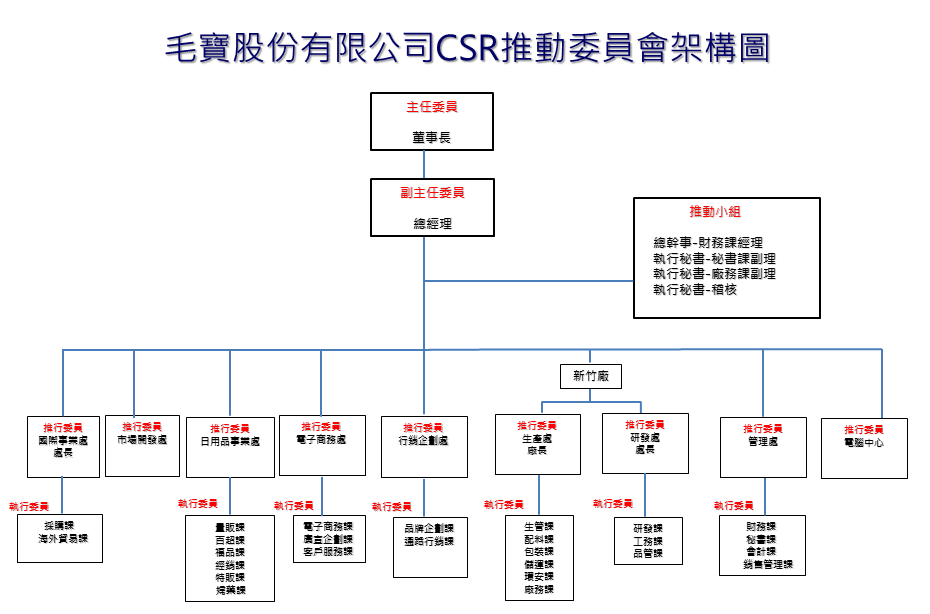 毛寶股份有限公司CSR推動委員會架構圖
主任委員
董事長
副主任委員
總經理
推動小組
總幹事-財務課經理
執行秘書-秘書課副理
執行秘書-廠務課副理
執行秘書-稽核
新竹廠
推行委員
國際事業處
處長
推行委員
市場開發處
推行委員
日用品事業處
推行委員
電子商務處
推行委員
行銷企劃處
推行委員
生產處
廠長
推行委員
研發處
處長
推行委員
管理處
推行委員
電腦中心
執行委員
採購課
海外貿易課
執行委員
量販課
百超課
福品課
經銷課
特販課
婦藥課
執行委員
電子商務課
廣宣企劃課
客戶服務課
執行委員
品牌企劃課
通路行銷課
執行委員
生管課
配料課
包裝課
儲運課
環安課
廠務課
執行委員
研發課
工務課
品管課
執行委員
財務課
秘書課
會計課
銷售管理課